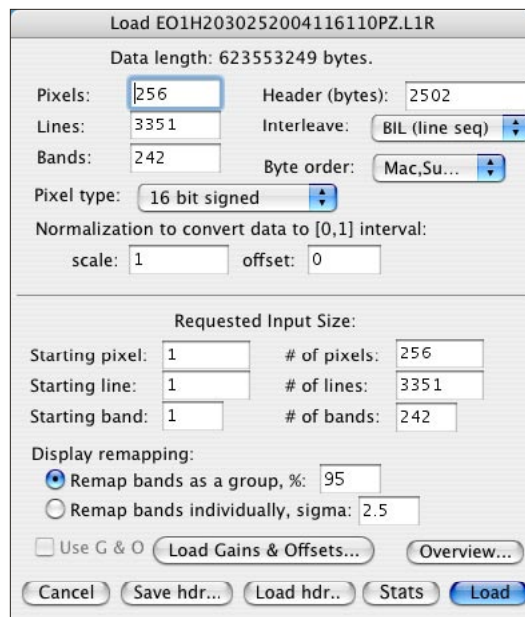 Load EO1H2030252004116110PZ.L1R
Data length: 623553249 bytes.
Pixels: 256 Header (bytes): 2502
Lines: 3351 Interleave: BIL (line seq)
Bands: 242 Byte order: Mac,Su...
Pixel type: 16 bit signed
Normalization to convert data to [0,1] interval:
scale: 1 offset: 0
Requested Input Size:
Starting pixel: 1 # of pixels: 256
Starting line: 1 # of lines: 3351
Starting band: 1 # of bands: 242
Display remapping:
Remap bands as a group, %: 95
Remap bands individually, sigma: 2.5
Use G & O Load Gains & Offsets... Overview...
Cancel Save hdr... Load hdr.. Stats Load